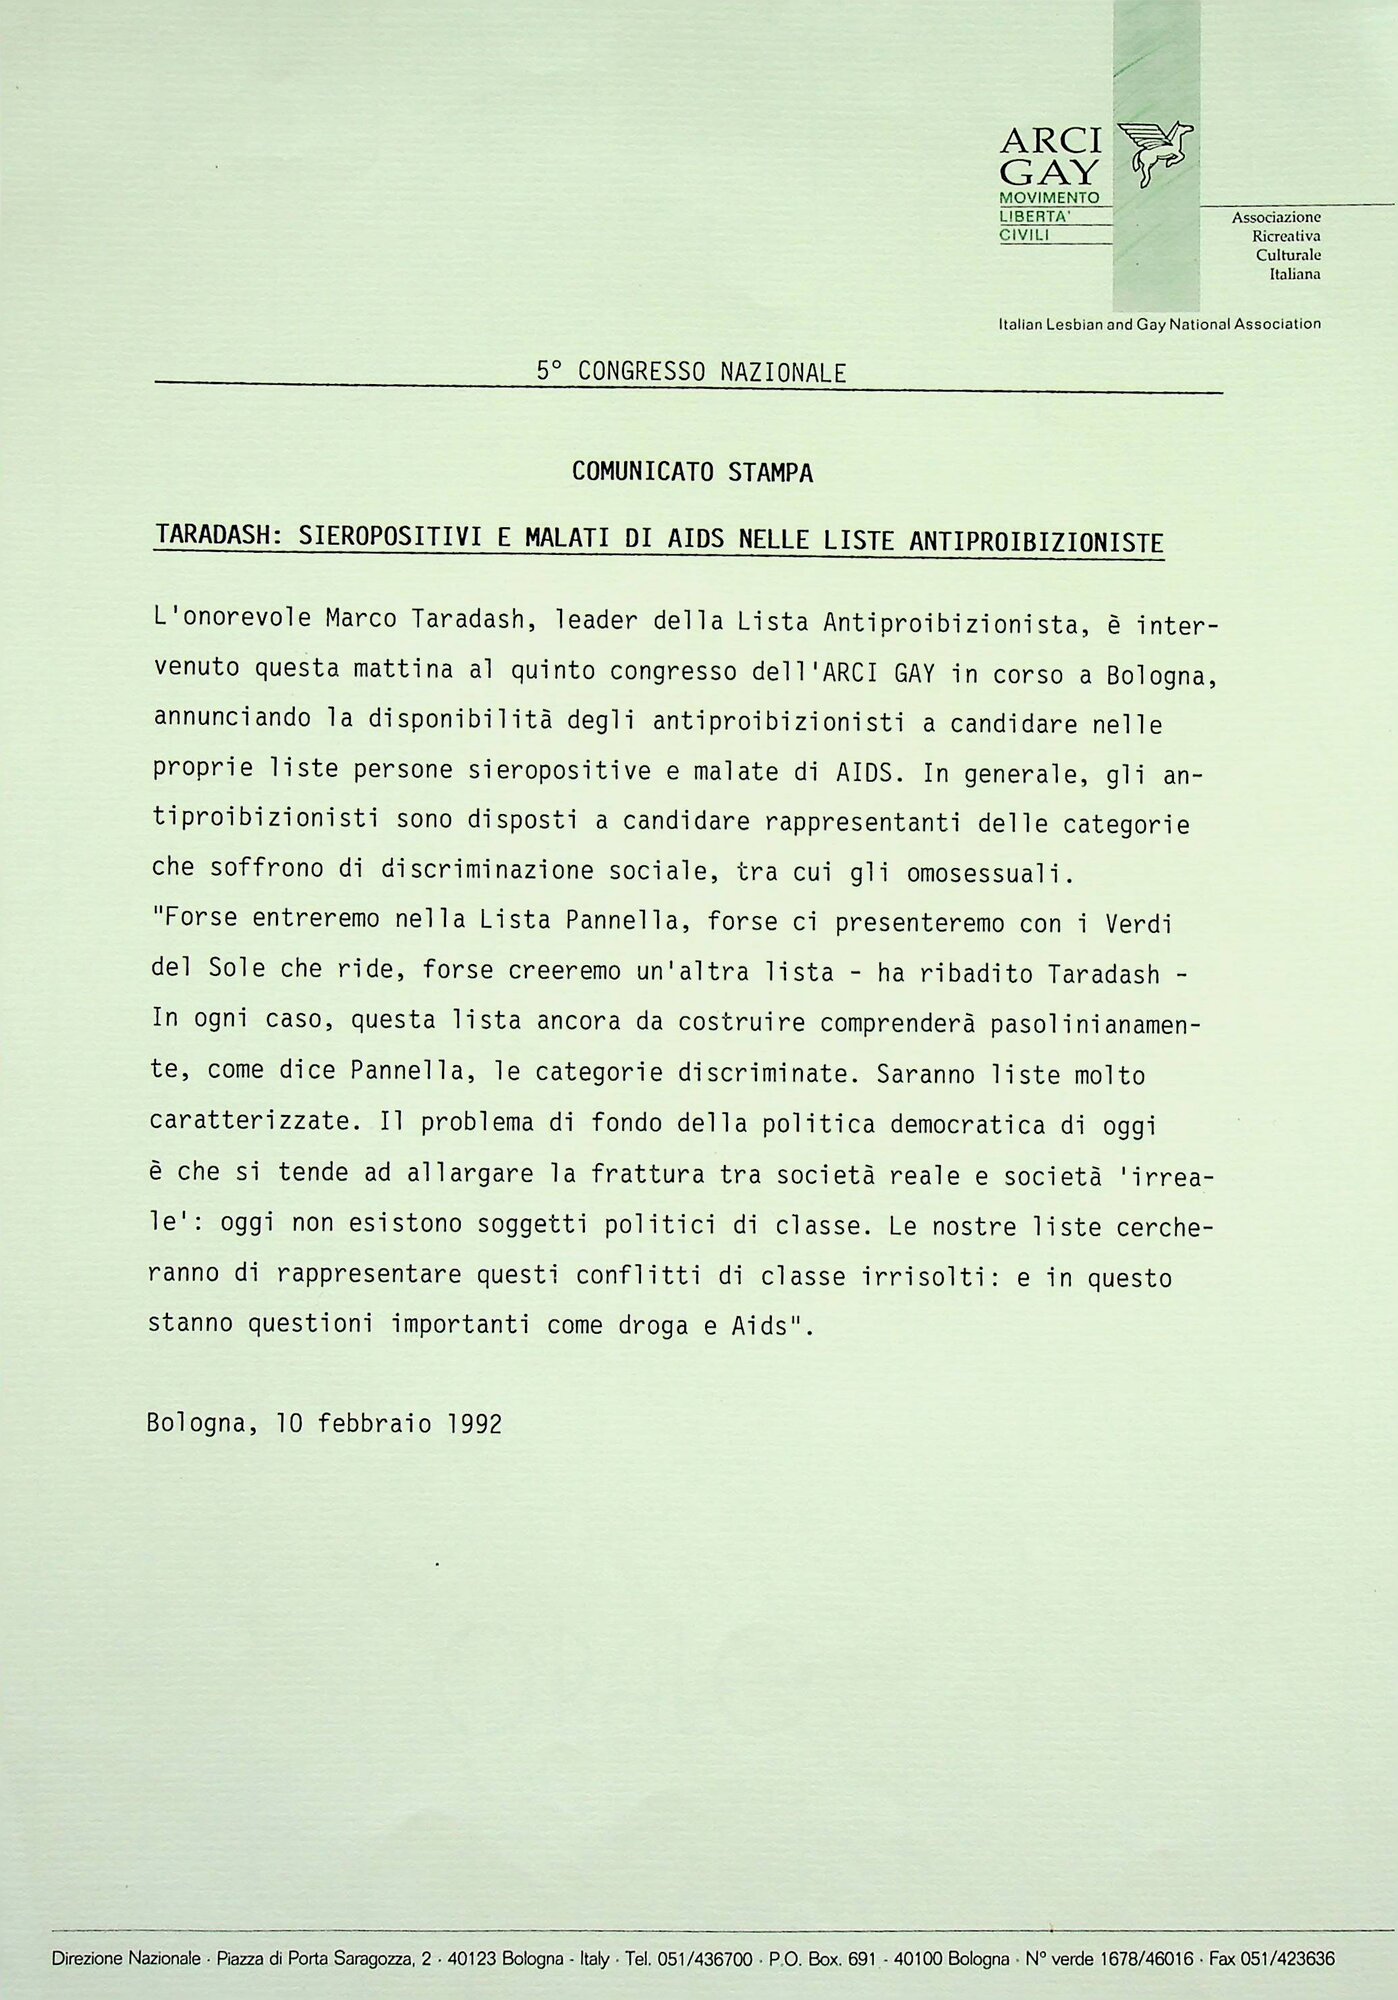 ARCI
GAY
MOVIMENTO
LIBERTA'
CIVILI
Associazione
Ricreativa
Culturale
Italiana
Italian Lesbian and Gay National Association
5° CONGRESSO NAZIONALE
COMUNICATO STAMPA
TARADASH: SIEROPOSITIVI E MALATI DI AIDS NELLE LISTE ANTIPROIBIZIONISTE
L'onorevole Marco Taradash, leader della Lista Antiproibizionista, è inter-
venuto questa mattina al quinto congresso dell'ARCI GAY in corso a Bologna,
annunciando la disponibilità degli antiproibizionisti a candidare nelle
proprie liste persone sieropositive e malate di AIDS. In generale, gli an-
tiproibizionisti sono disposti a candidare rappresentanti delle categorie
che soffrono di discriminazione sociale, tra cui gli omosessuali.
"Forse entreremo nella Lista Pannella, forse ci presenteremo con i Verdi
del Sole che ride, forse creeremo un'altra lista - ha ribadito Taradash -
In ogni caso, questa lista ancora da costruire comprenderà pasolinianamen-
te, come dice Pannella, le categorie discriminate. Saranno liste molto
caratterizzate. Il problema di fondo della politica democratica di oggi
è che si tende ad allargare la frattura tra società reale e società 'irrea-
le': oggi non esistono soggetti politici di classe. Le nostre liste cerche-
ranno di rappresentare questi conflitti di classe irrisolti: e in questo
stanno questioni importanti come droga e Aids".
Bologna, 10 febbraio 1992
Direzione Nazionale · Piazza di Porta Saragozza, 2 · 40123 Bologna - Italy · Tel. 051/436700 · P.O. Box. 691 - 40100 Bologna · N° verde 1678/46016 · Fax 051/423636